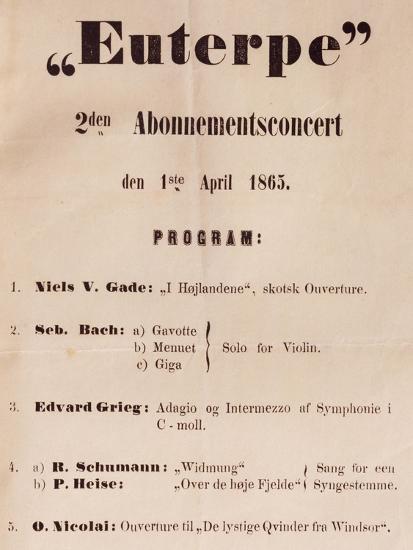 „Euterpe"
2den Abonnementsconcert
den 1ste April 1865.
PROGRAM:
1. Niels V. Gade: „I Højlandene", skotsk Ouverture.
2. Seb. Bach: a) Gavotte
b) Menuet } Solo for Violin.
c) Giga
3. Edvard Grieg: Adagio og Intermezzo af Symphonie i
C-moll.
4. a) R. Schumann: „Widmung" } Sang for een
b) P. Heise: „Over de høje Fjelde" } Syngestemme.
5. O. Nicolai: Ouverture til „De lystige Qvinder fra Windsor".